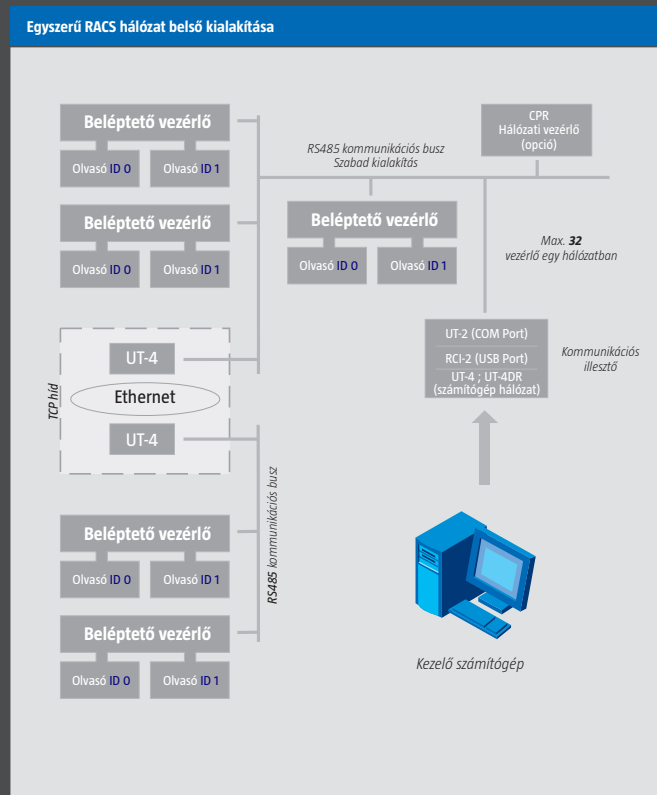 Egyszerű RACS hálózat belső kialakítása
Beléptető vezérlő
Olvasó ID 0
Olvasó ID 1
CPR
Hálózati vezérlő
(opció)
RS485 kommunikációs busz
Szabad kialakítás
Beléptető vezérlő
Olvasó ID 0
Olvasó ID 1
Beléptető vezérlő
Olvasó ID 0
Olvasó ID 1
Max. 32
vezérlő egy hálózatban
UT-4
Ethernet
UT-4
TCP híd
UT-2 (COM Port)
RCI-2 (USB Port)
UT-4 ; UT-4DR
(számítógép hálózat)
Kommunikációs
illesztő
RS485 kommunikációs busz
Beléptető vezérlő
Olvasó ID 0
Olvasó ID 1
Beléptető vezérlő
Olvasó ID 0
Olvasó ID 1
Kezelő számítógép